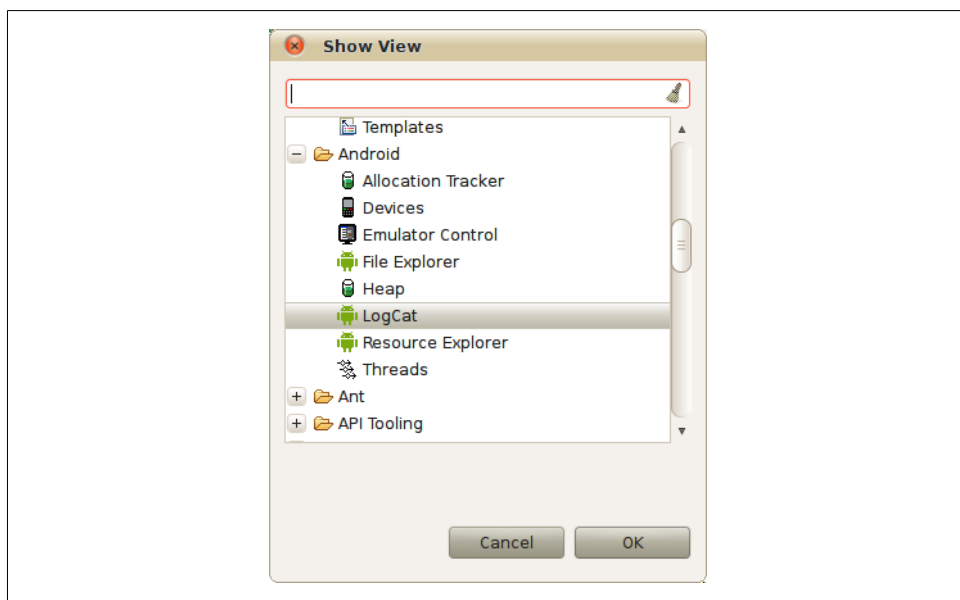 Show View
Templates
Android
Allocation Tracker
Devices
Emulator Control
File Explorer
Heap
LogCat
Resource Explorer
Threads
Ant
API Tooling
Cancel
OK